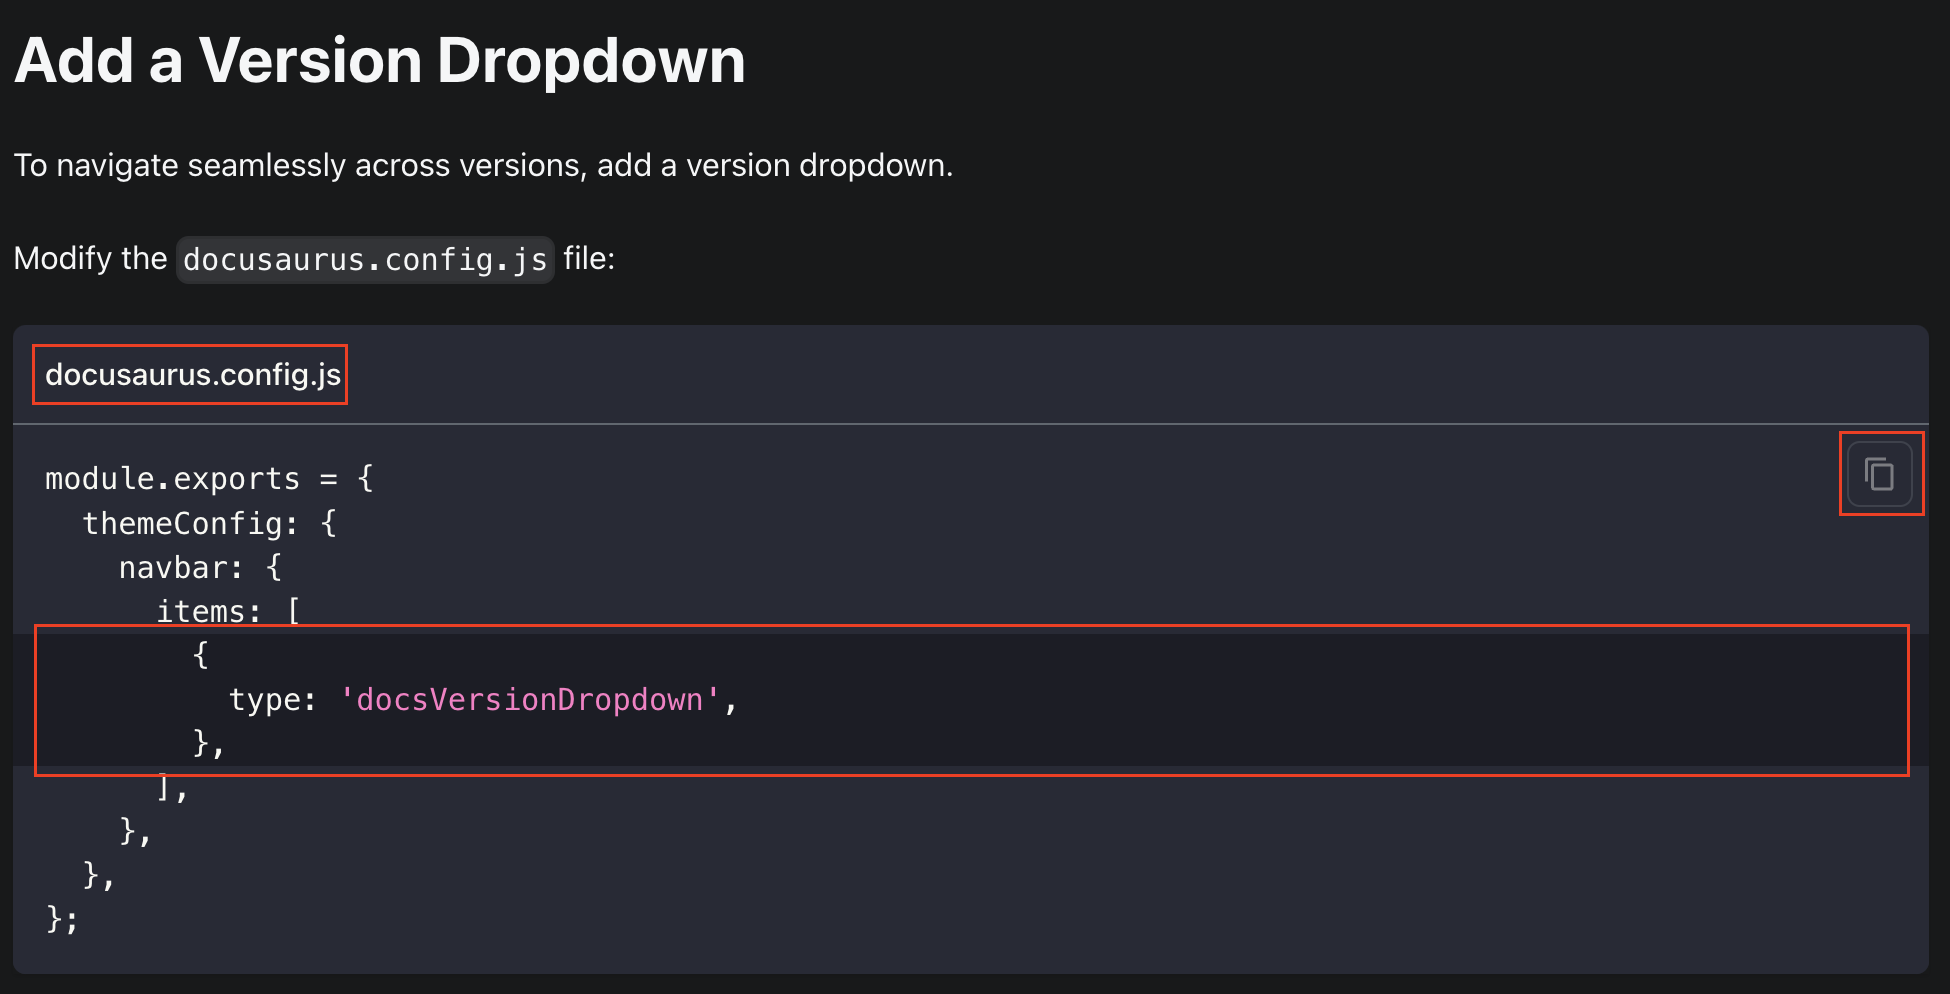 Add a Version Dropdown
To navigate seamlessly across versions, add a version dropdown.
Modify the docusaurus.config.js file:
docusaurus.config.js
module.exports = {
  themeConfig: {
    navbar: {
      items: [
        {
          type: 'docsVersionDropdown',
        },
      ],
    },
  },
};